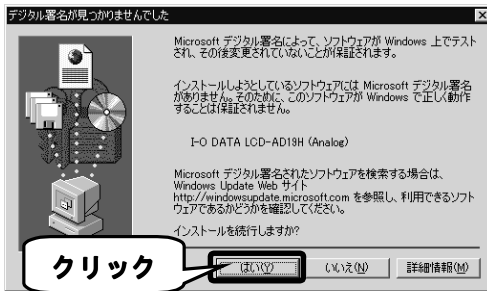 デジタル署名が見つかりませんでした
Microsoft デジタル署名によって、ソフトウェアが Windows 上でテスト
され、その後変更されていないことが保証されます。
インストールしようとしているソフトウェアには Microsoft デジタル署名
がありません。そのために、このソフトウェアが Windows で正しく動作
することは保証されません。
I-O DATA LCD-AD19H (Analog)
Microsoft デジタル署名されたソフトウェアを検索する場合は、
Windows Update Web サイト
http://windowsupdate.microsoft.com を参照し、利用できるソフト
ウェアであるかどうかを確認してください。
インストールを続行しますか?
クリック
はい(Y)
いいえ(N)
詳細情報(M)